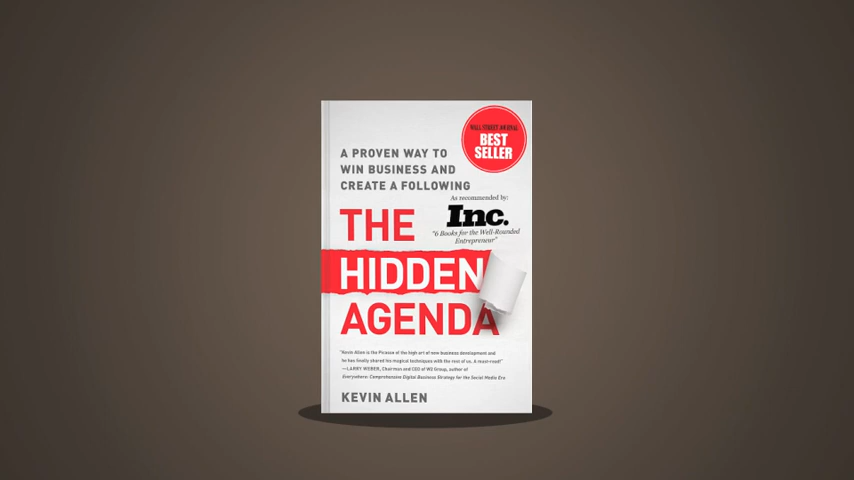 WALL STREET JOURNAL
BEST
SELLER
A PROVEN WAY TO
WIN BUSINESS AND
CREATE A FOLLOWING
As recommended by:
Inc.
"6 Books for the Well-Rounded
Entrepreneur"
THE
HIDDEN
AGENDA
"Kevin Allen is the Picasso of the high art of new business development and
he has finally shared his magical techniques with the rest of us. A must-read!"
—LARRY WEBER, Chairman and CEO of W2 Group, author of
Everywhere: Comprehensive Digital Business Strategy for the Social Media Era
KEVIN ALLEN